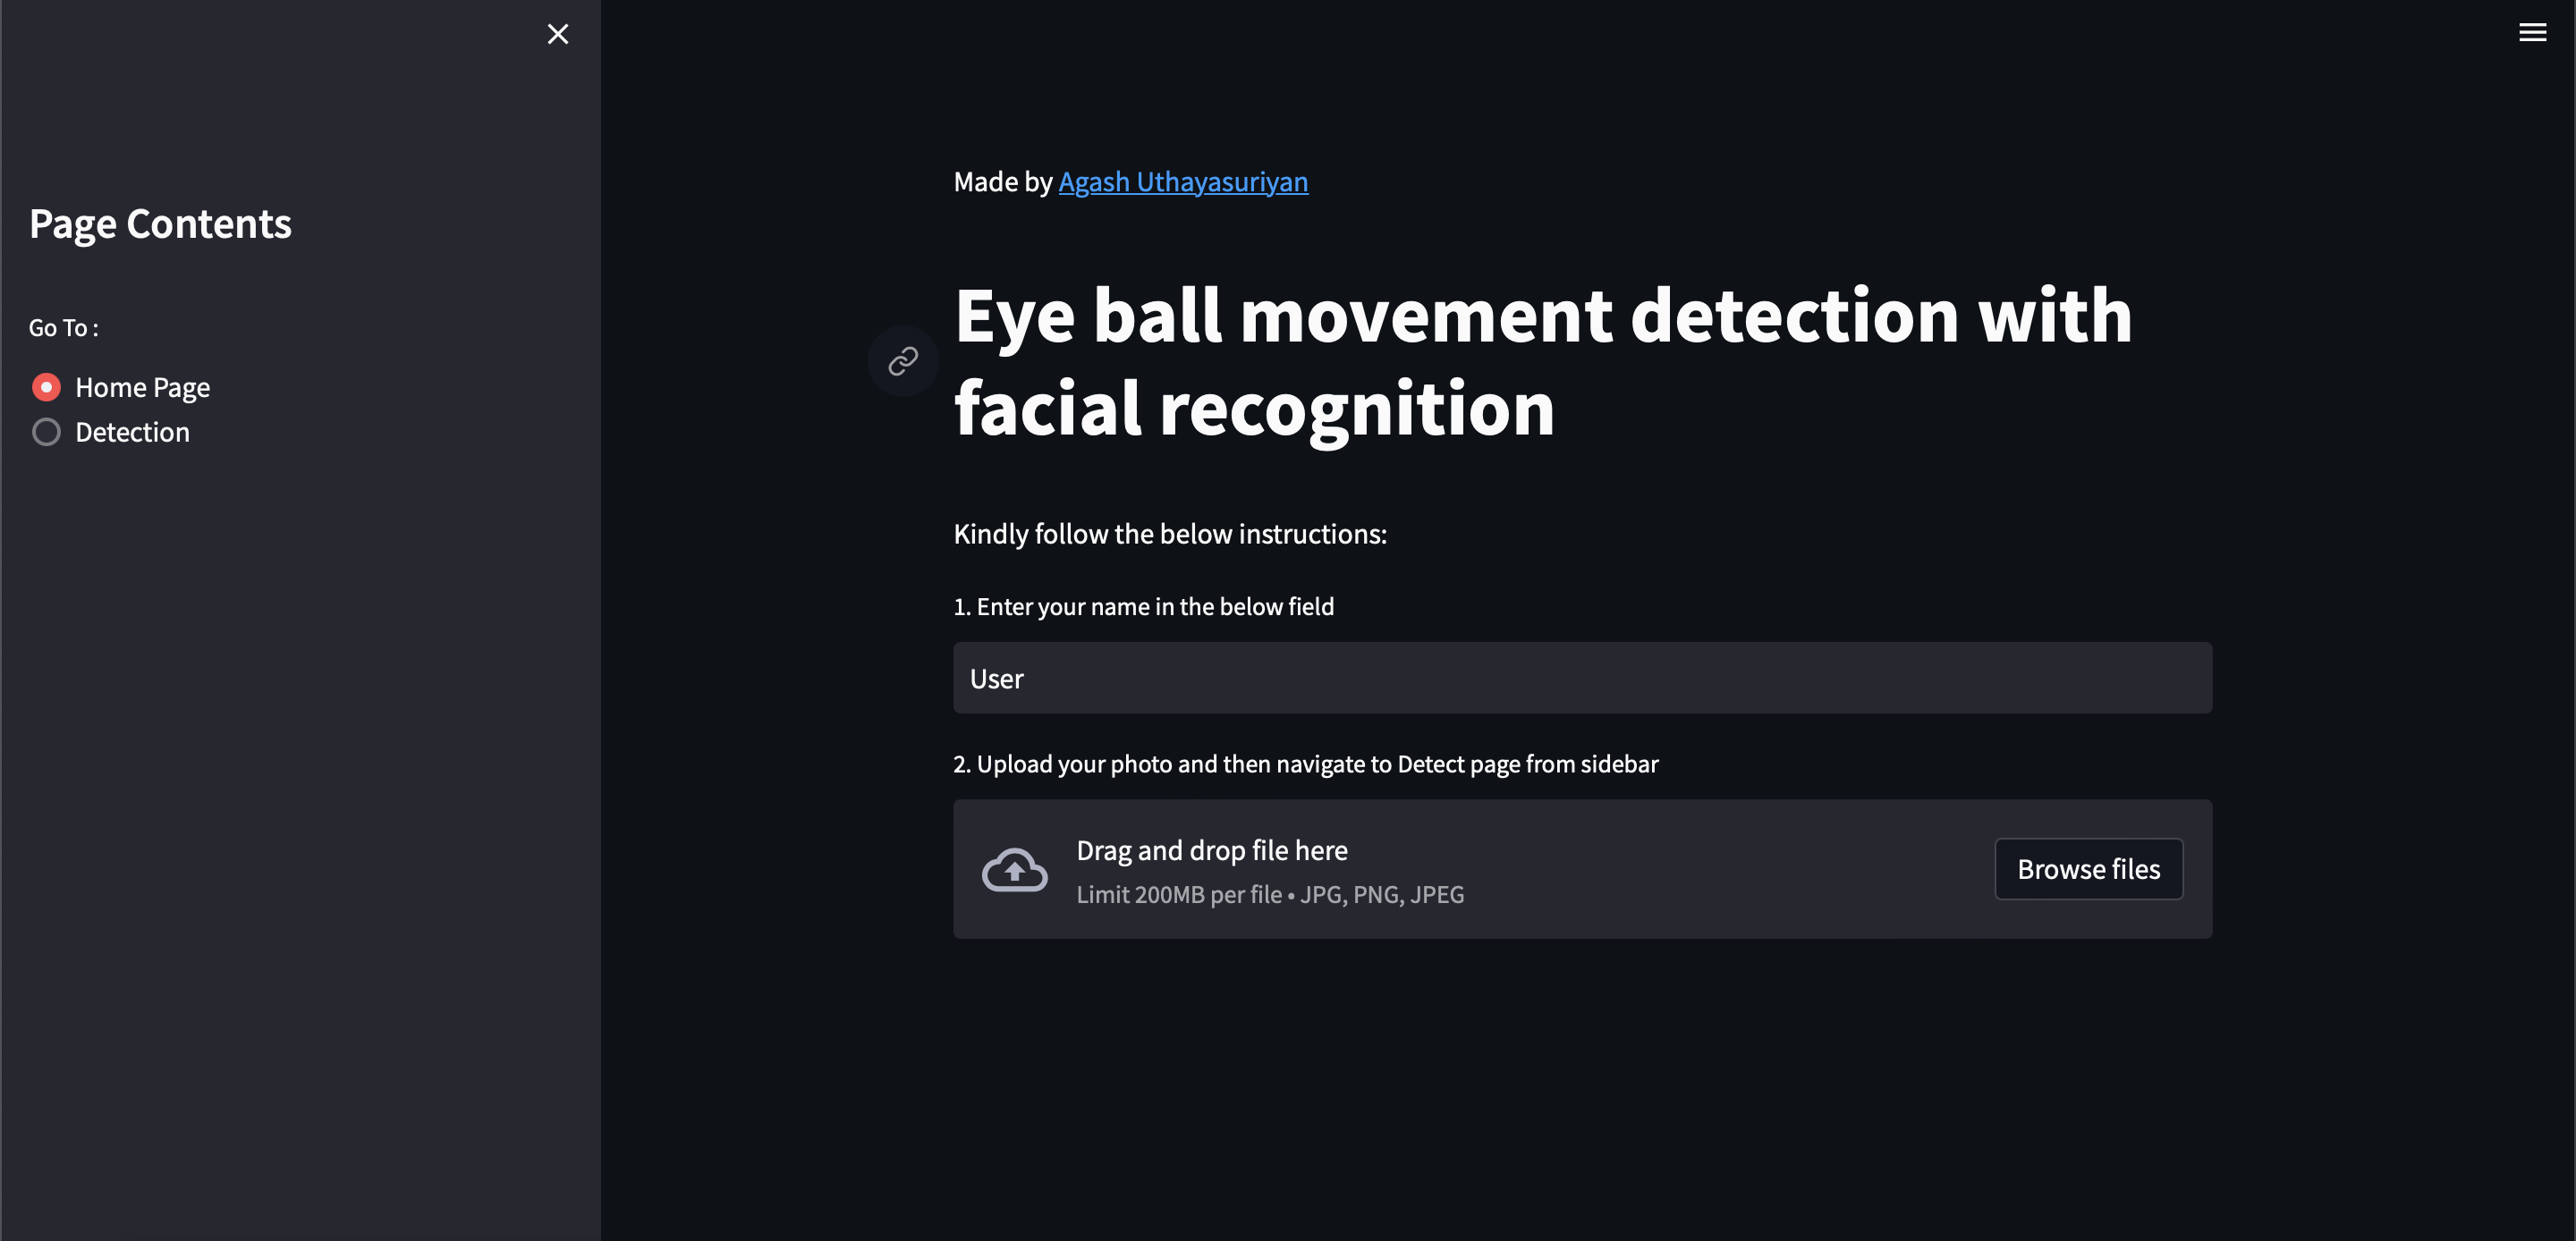 Page Contents
Go To :
Home Page
Detection
Made by Agash Uthayasuriyan
Eye ball movement detection with
facial recognition
Kindly follow the below instructions:
1. Enter your name in the below field
User
2. Upload your photo and then navigate to Detect page from sidebar
Drag and drop file here
Limit 200MB per file • JPG, PNG, JPEG
Browse files